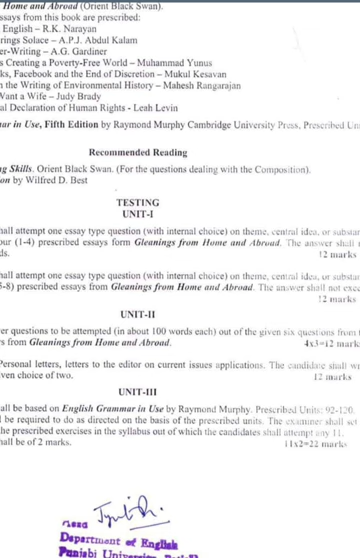 Home and Abroad (Orient Black Swan).
ssays from this book are prescribed:
English – R.K. Narayan
rings Solace – A.P.J. Abdul Kalam
er-Writing – A.G. Gardiner
s Creating a Poverty-Free World – Muhammad Yunus
ks, Facebook and the End of Discretion – Mukul Kesavan
n the Writing of Environmental History – Mahesh Rangarajan
Want a Wife – Judy Brady
al Declaration of Human Rights - Leah Levin
mar in Use, Fifth Edition by Raymond Murphy Cambridge University Press, Prescribed Uni
Recommended Reading
ng Skills. Orient Black Swan. (For the questions dealing with the Composition).
on by Wilfred D. Best
TESTING
UNIT-I
hall attempt one essay type question (with internal choice) on theme, central idea, or substan
our (1-4) prescribed essays form Gleanings from Home and Abroad. The answer shall n
ds. 12 marks
hall attempt one essay type question (with internal choice) on theme, central idea, or substan
5-8) prescribed essays from Gleanings from Home and Abroad. The answer shall not exce
12 marks
UNIT-II
er questions to be attempted (in about 100 words each) out of the given six questions from t
s from Gleanings from Home and Abroad. 4x3=12 mark
Personal letters, letters to the editor on current issues applications. The candidate shall wr
ven choice of two. 12 marks
UNIT-III
all be based on English Grammar in Use by Raymond Murphy. Prescribed Units: 92-120.
l be required to do as directed on the basis of the prescribed units. The examiner shall set
he prescribed exercises in the syllabus out of which the candidates shall attempt any 11.
hall be of 2 marks. 11x2=22 marks
Department of English
Punjabi